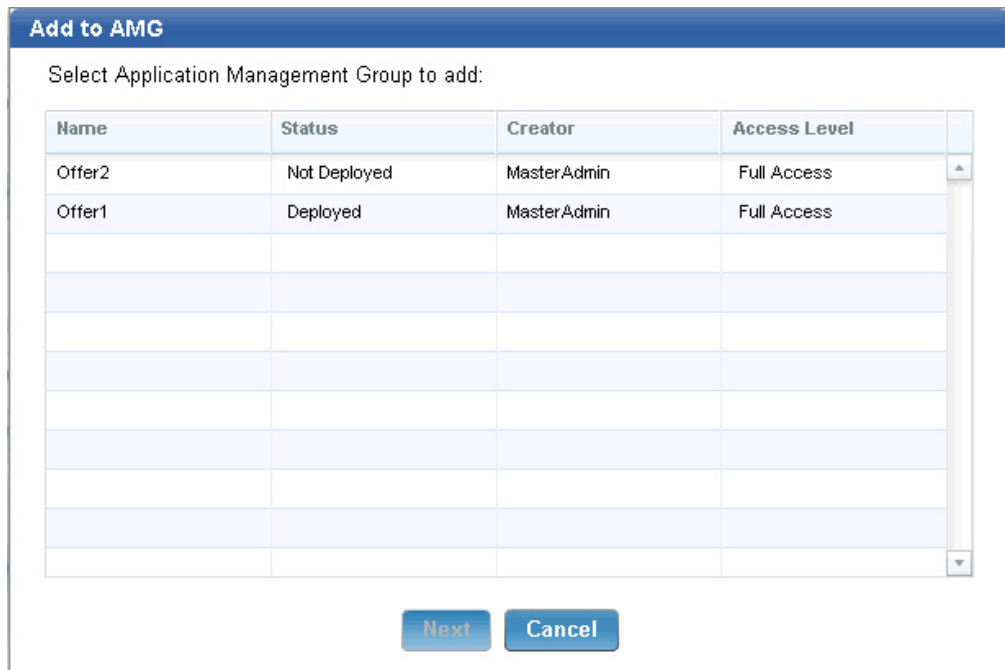 Add to AMG
Select Application Management Group to add:
Name Status Creator Access Level
Offer2 Not Deployed MasterAdmin Full Access
Offer1 Deployed MasterAdmin Full Access
Next Cancel